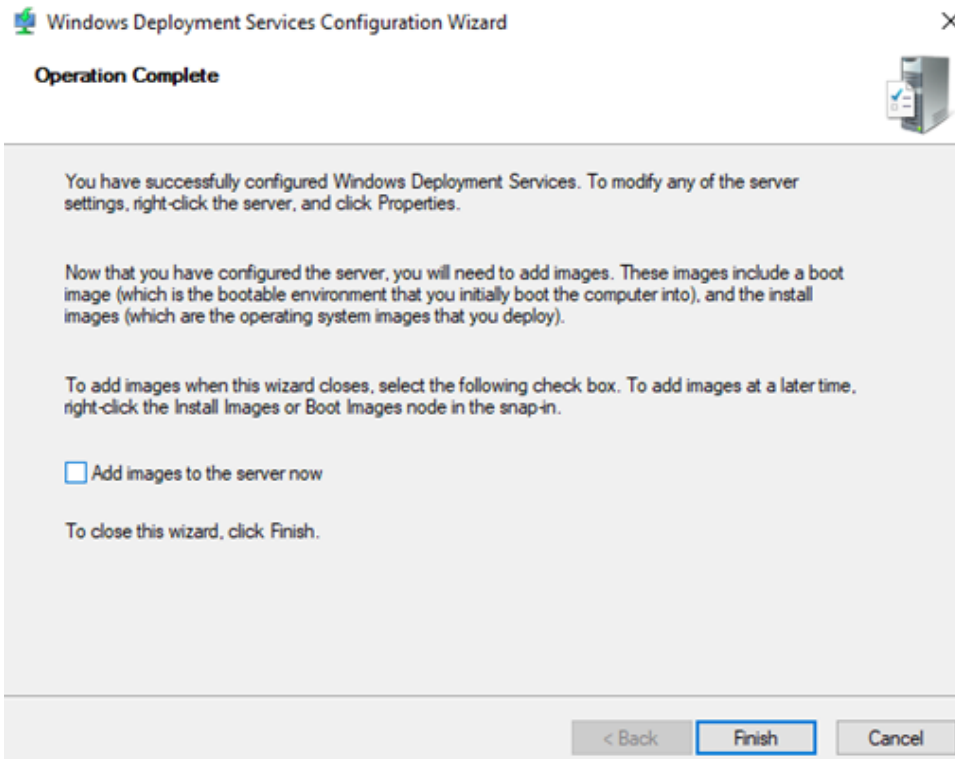 Windows Deployment Services Configuration Wizard
Operation Complete
You have successfully configured Windows Deployment Services. To modify any of the server
settings, right-click the server, and click Properties.
Now that you have configured the server, you will need to add images. These images include a boot
image (which is the bootable environment that you initially boot the computer into), and the install
images (which are the operating system images that you deploy).
To add images when this wizard closes, select the following check box. To add images at a later time,
right-click the Install Images or Boot Images node in the snap-in.
Add images to the server now
To close this wizard, click Finish.
< Back Finish Cancel